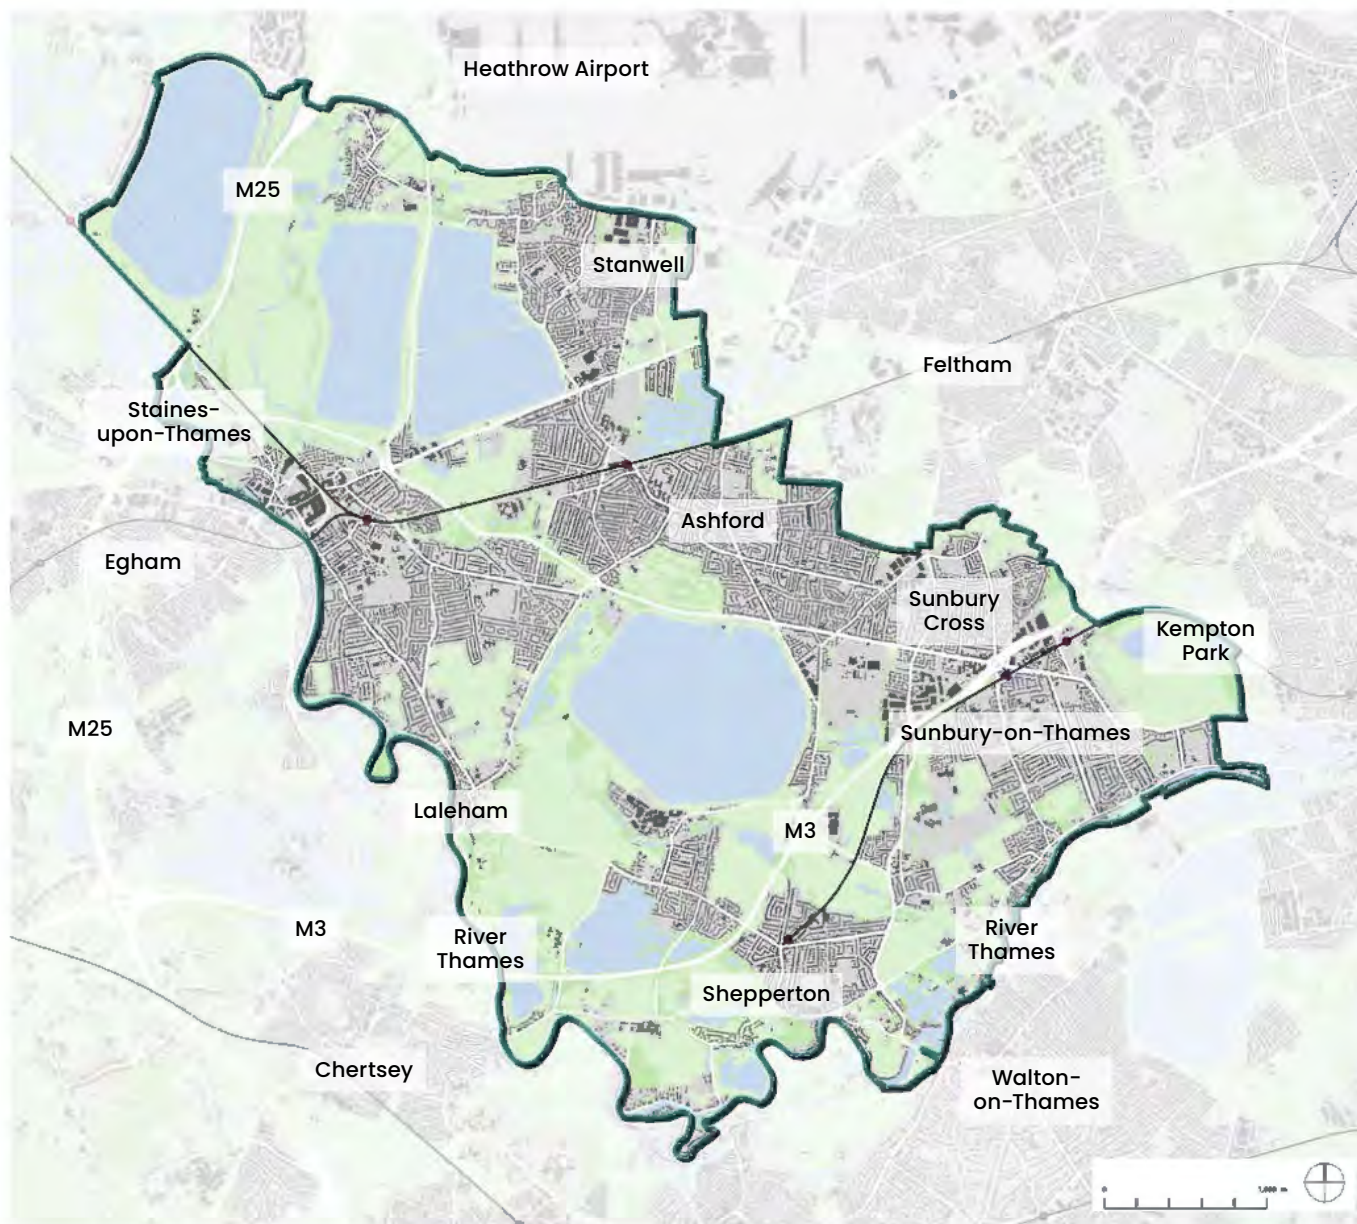 Heathrow Airport
M25
Stanwell
Feltham
Staines-
upon-Thames
Ashford
Egham
Sunbury
Cross
Kempton
Park
M25
Sunbury-on-Thames
Laleham
M3
M3
River
Thames
River
Thames
Shepperton
Chertsey
Walton-
on-Thames
0